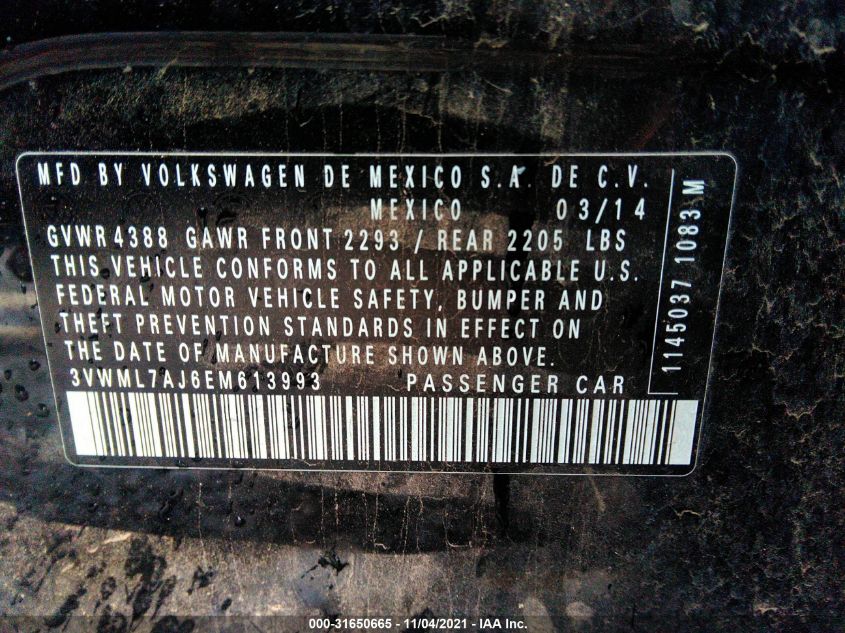 MFD BY VOLKSWAGEN DE MEXICO S.A. DE C.V.
MEXICO 03/14
GVWR 4388 GAWR FRONT 2293 / REAR 2205 LBS
THIS VEHICLE CONFORMS TO ALL APPLICABLE U.S.
FEDERAL MOTOR VEHICLE SAFETY, BUMPER AND
THEFT PREVENTION STANDARDS IN EFFECT ON
THE DATE OF MANUFACTURE SHOWN ABOVE.
3VWML7AJ6EM613993 PASSENGER CAR
1145037 1083 M
000-31650665 - 11/04/2021 - IAA Inc.